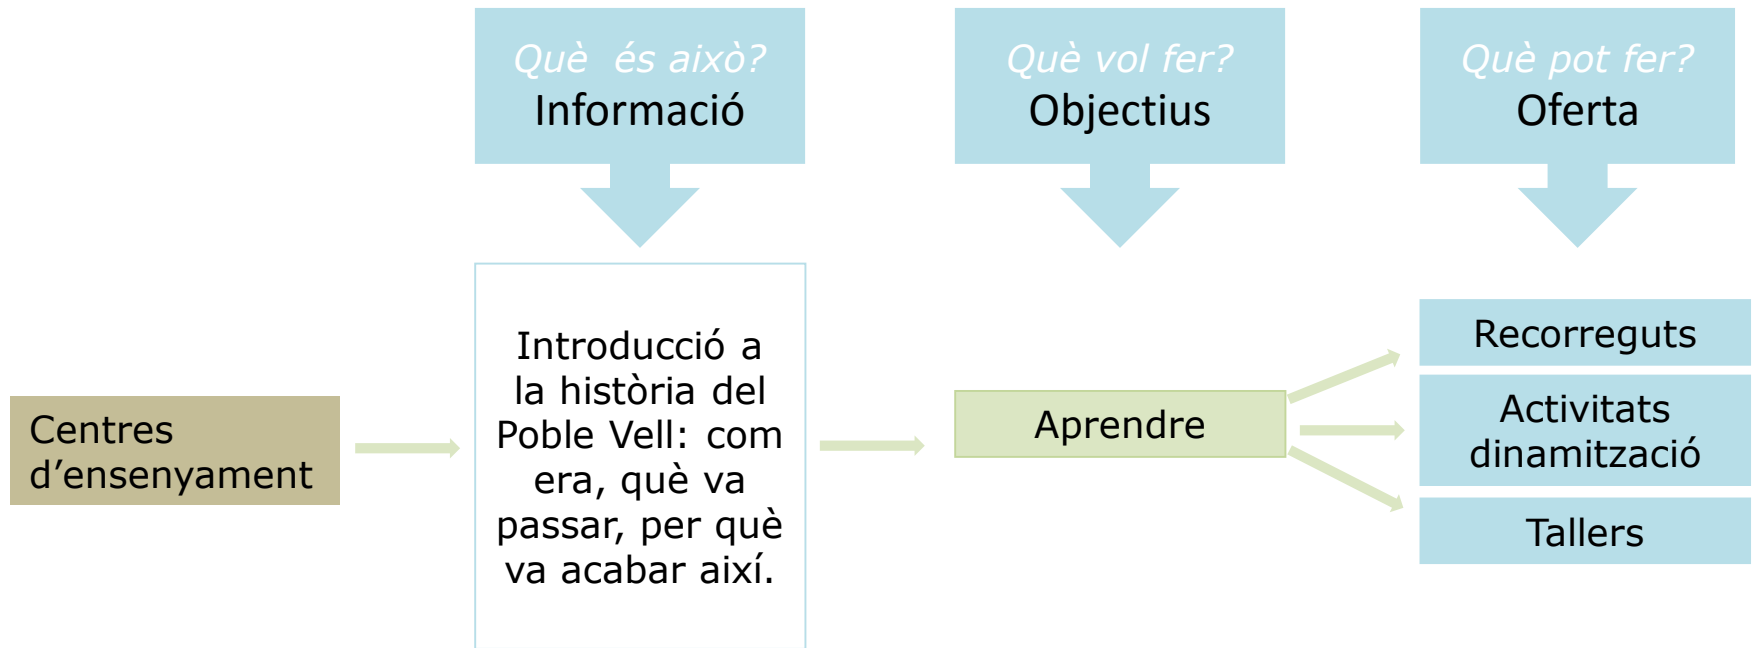 Què és això?
Informació
Què vol fer?
Objectius
Què pot fer?
Oferta
Centres
d’ensenyament
Introducció a
la història del
Poble Vell: com
era, què va
passar, per què
va acabar així.
Aprendre
Recorreguts
Activitats
dinamització
Tallers